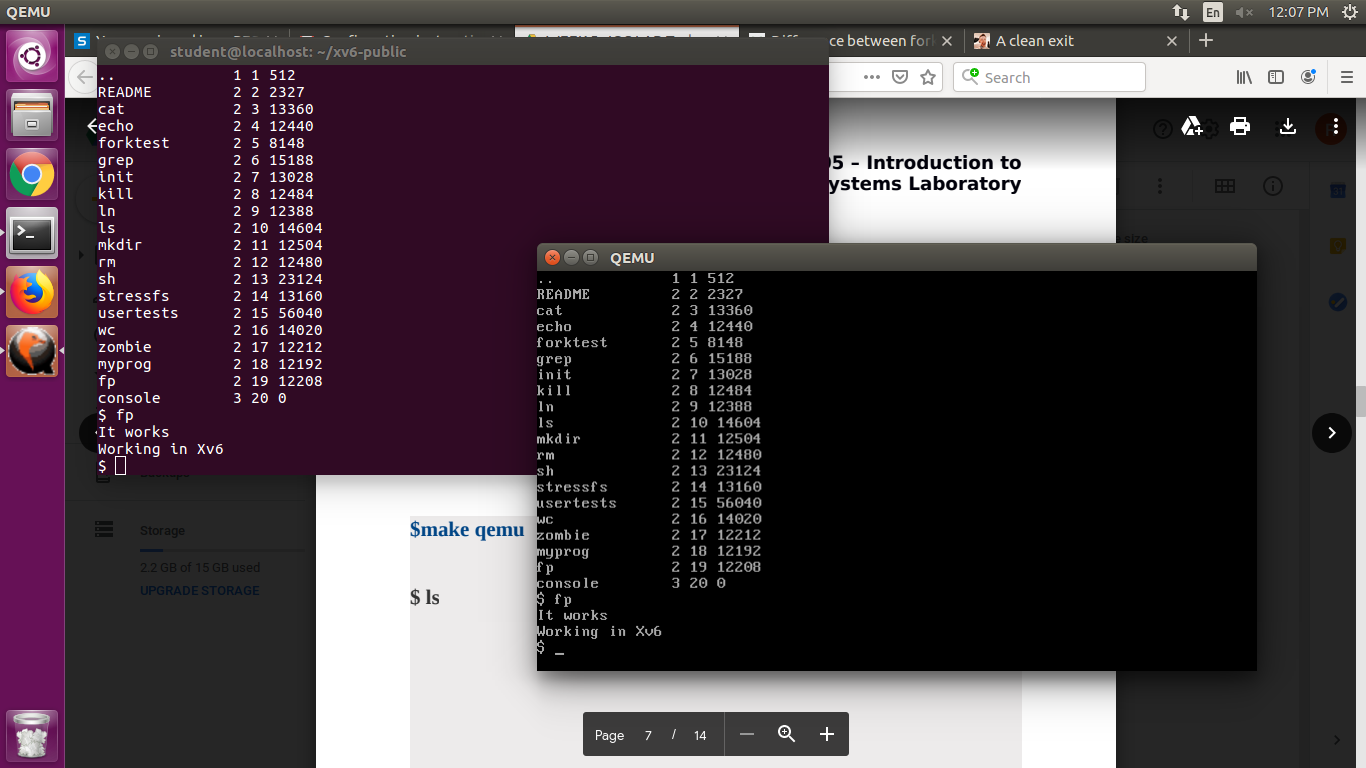 QEMU
En
12:07 PM
student@localhost: ~/xv6-public
.. 1 1 512
README 2 2 2327
cat 2 3 13360
echo 2 4 12440
forktest 2 5 8148
grep 2 6 15188
init 2 7 13028
kill 2 8 12484
ln 2 9 12388
ls 2 10 14604
mkdir 2 11 12504
rm 2 12 12480
sh 2 13 23124
stressfs 2 14 13160
usertests 2 15 56040
wc 2 16 14020
zombie 2 17 12212
myprog 2 18 12192
fp 2 19 12208
console 3 20 0
$ fp
It works
Working in Xv6
$
ce between for
A clean exit
Search
05 – Introduction to
ystems Laboratory
size
QEMU
.. 1 1 512
README 2 2 2327
cat 2 3 13360
echo 2 4 12440
forktest 2 5 8148
grep 2 6 15188
init 2 7 13028
kill 2 8 12484
ln 2 9 12388
ls 2 10 14604
mkdir 2 11 12504
rm 2 12 12480
sh 2 13 23124
stressfs 2 14 13160
usertests 2 15 56040
wc 2 16 14020
zombie 2 17 12212
myprog 2 18 12192
fp 2 19 12208
console 3 20 0
$ fp
It works
Working in Xv6
$ _
Storage
2.2 GB of 15 GB used
UPGRADE STORAGE
$make qemu
$ ls
Page 7 / 14